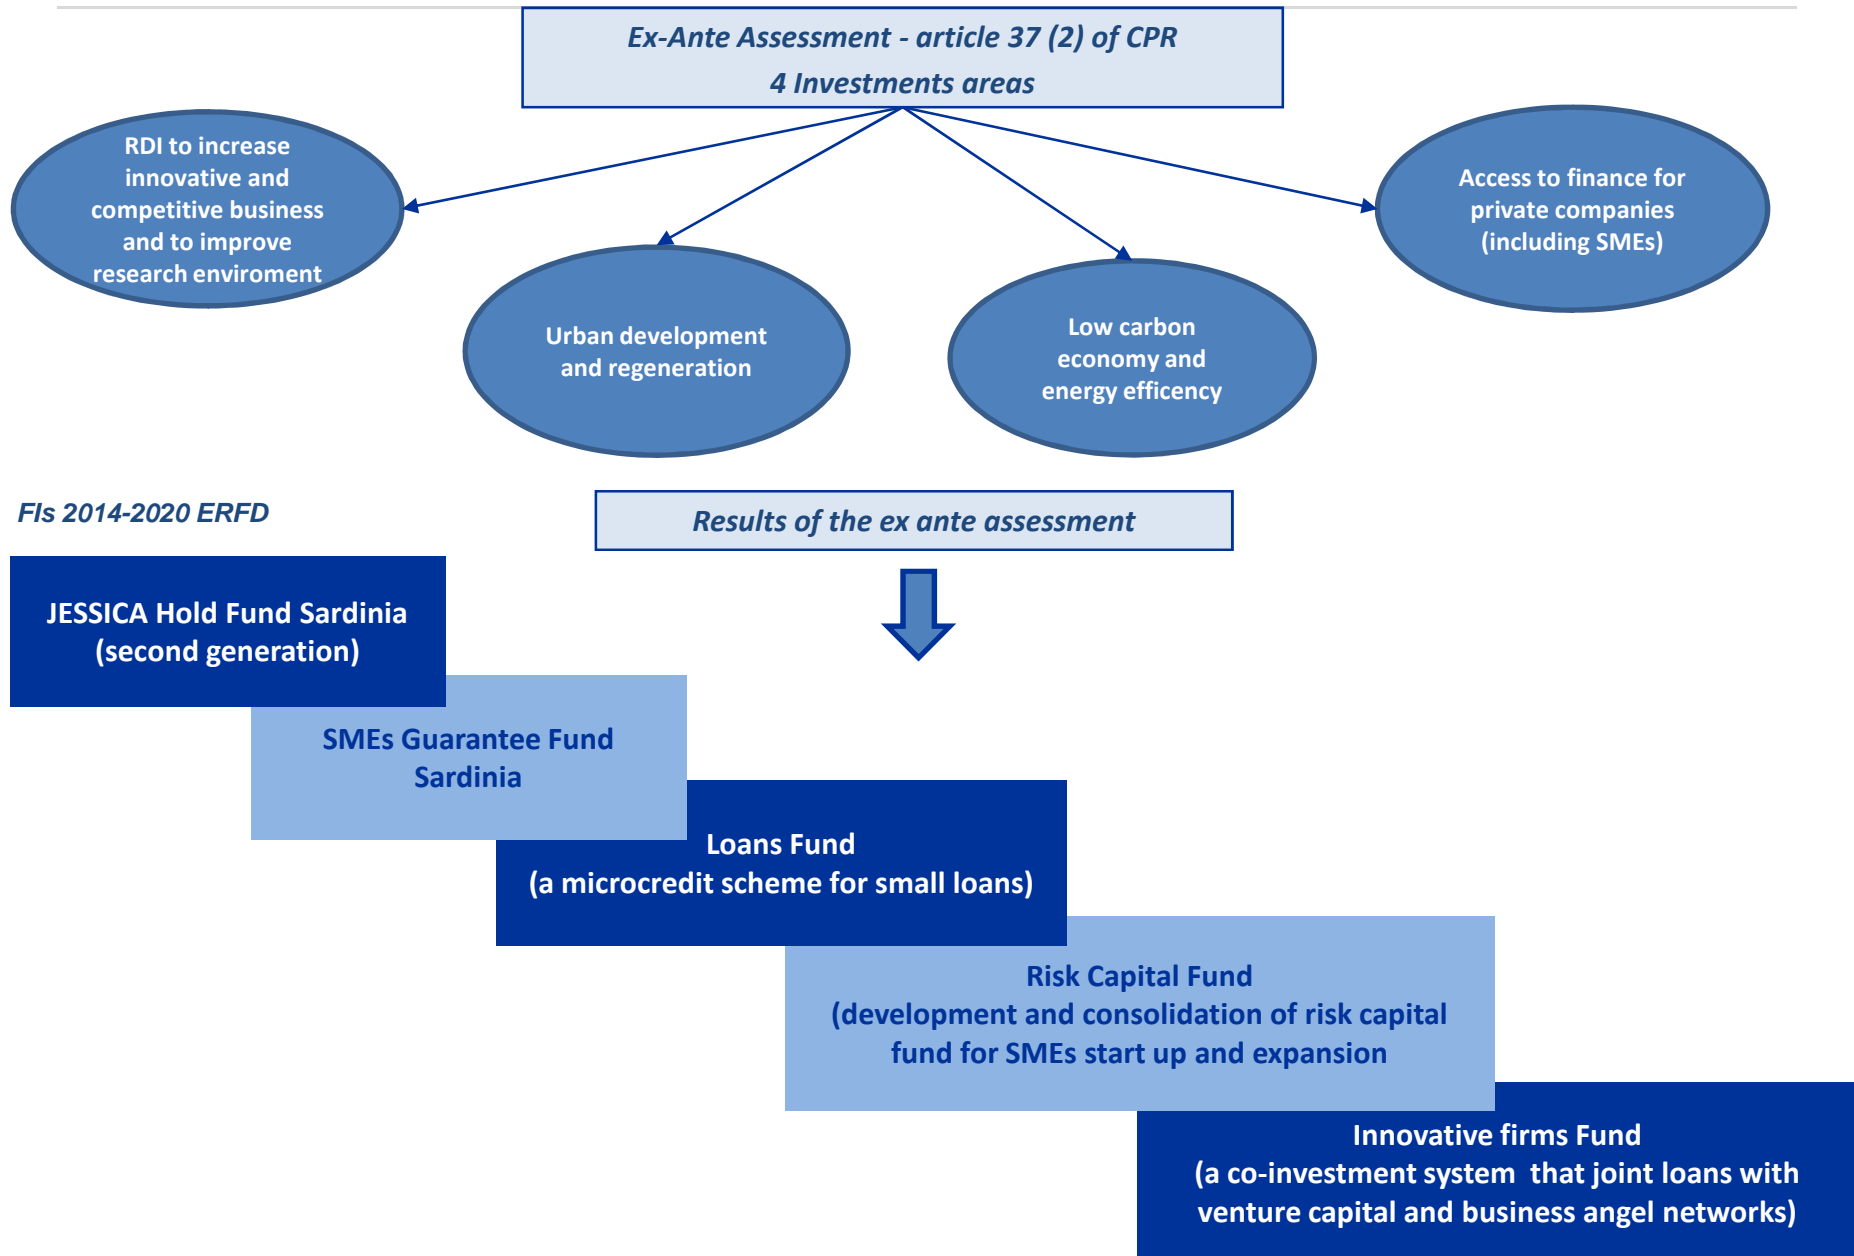 Ex-Ante Assessment - article 37 (2) of CPR
4 Investments areas
RDI to increase
innovative and
competitive business
and to improve
research enviroment
Urban development
and regeneration
Low carbon
economy and
energy efficency
Access to finance for
private companies
(including SMEs)
FIs 2014-2020 ERFD
Results of the ex ante assessment
JESSICA Hold Fund Sardinia
(second generation)
SMEs Guarantee Fund
Sardinia
Loans Fund
(a microcredit scheme for small loans)
Risk Capital Fund
(development and consolidation of risk capital
fund for SMEs start up and expansion
Innovative firms Fund
(a co-investment system that joint loans with
venture capital and business angel networks)